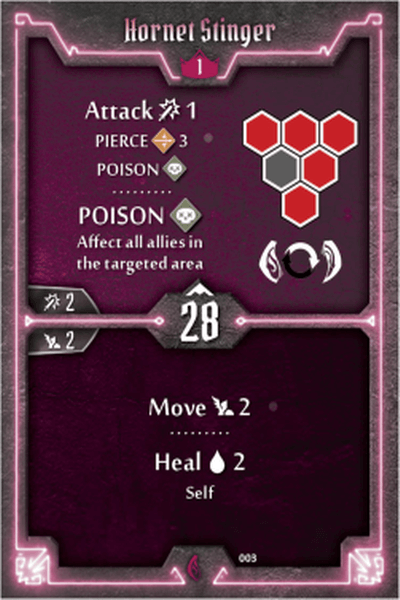 Hornet Stinger
1
Attack 1
PIERCE 3
POISON
POISON
Affect all allies in
the targeted area
2
28
2
Move 2
Heal 2
Self
003